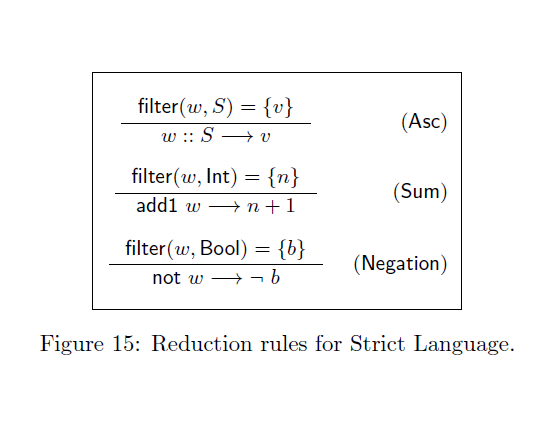 filter(w, S) = {v}
w :: S ⟶ v
(Asc)
filter(w, Int) = {n}
add1 w ⟶ n + 1
(Sum)
filter(w, Bool) = {b}
not w ⟶ ¬ b
(Negation)
Figure 15: Reduction rules for Strict Language.